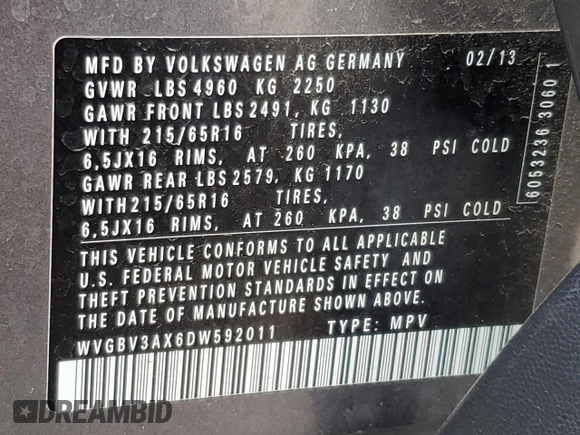 MFD BY VOLKSWAGEN AG GERMANY 02/13
GVWR LBS 4960 KG 2250
GAWR FRONT LBS 2491, KG 1130
WITH 215/65R16 TIRES,
6,5JX16 RIMS, AT 260 KPA, 38 PSI COLD
GAWR REAR LBS 2579, KG 1170
WITH 215/65R16 TIRES,
6,5JX16 RIMS, AT 260 KPA, 38 PSI COLD
THIS VEHICLE CONFORMS TO ALL APPLICABLE
U.S. FEDERAL MOTOR VEHICLE SAFETY AND
THEFT PREVENTION STANDARDS IN EFFECT ON
THE DATE OF MANUFACTURE SHOWN ABOVE.
WVGBV3AX6DW592011 TYPE: MPV
6053236 3060 1
DREAMBID